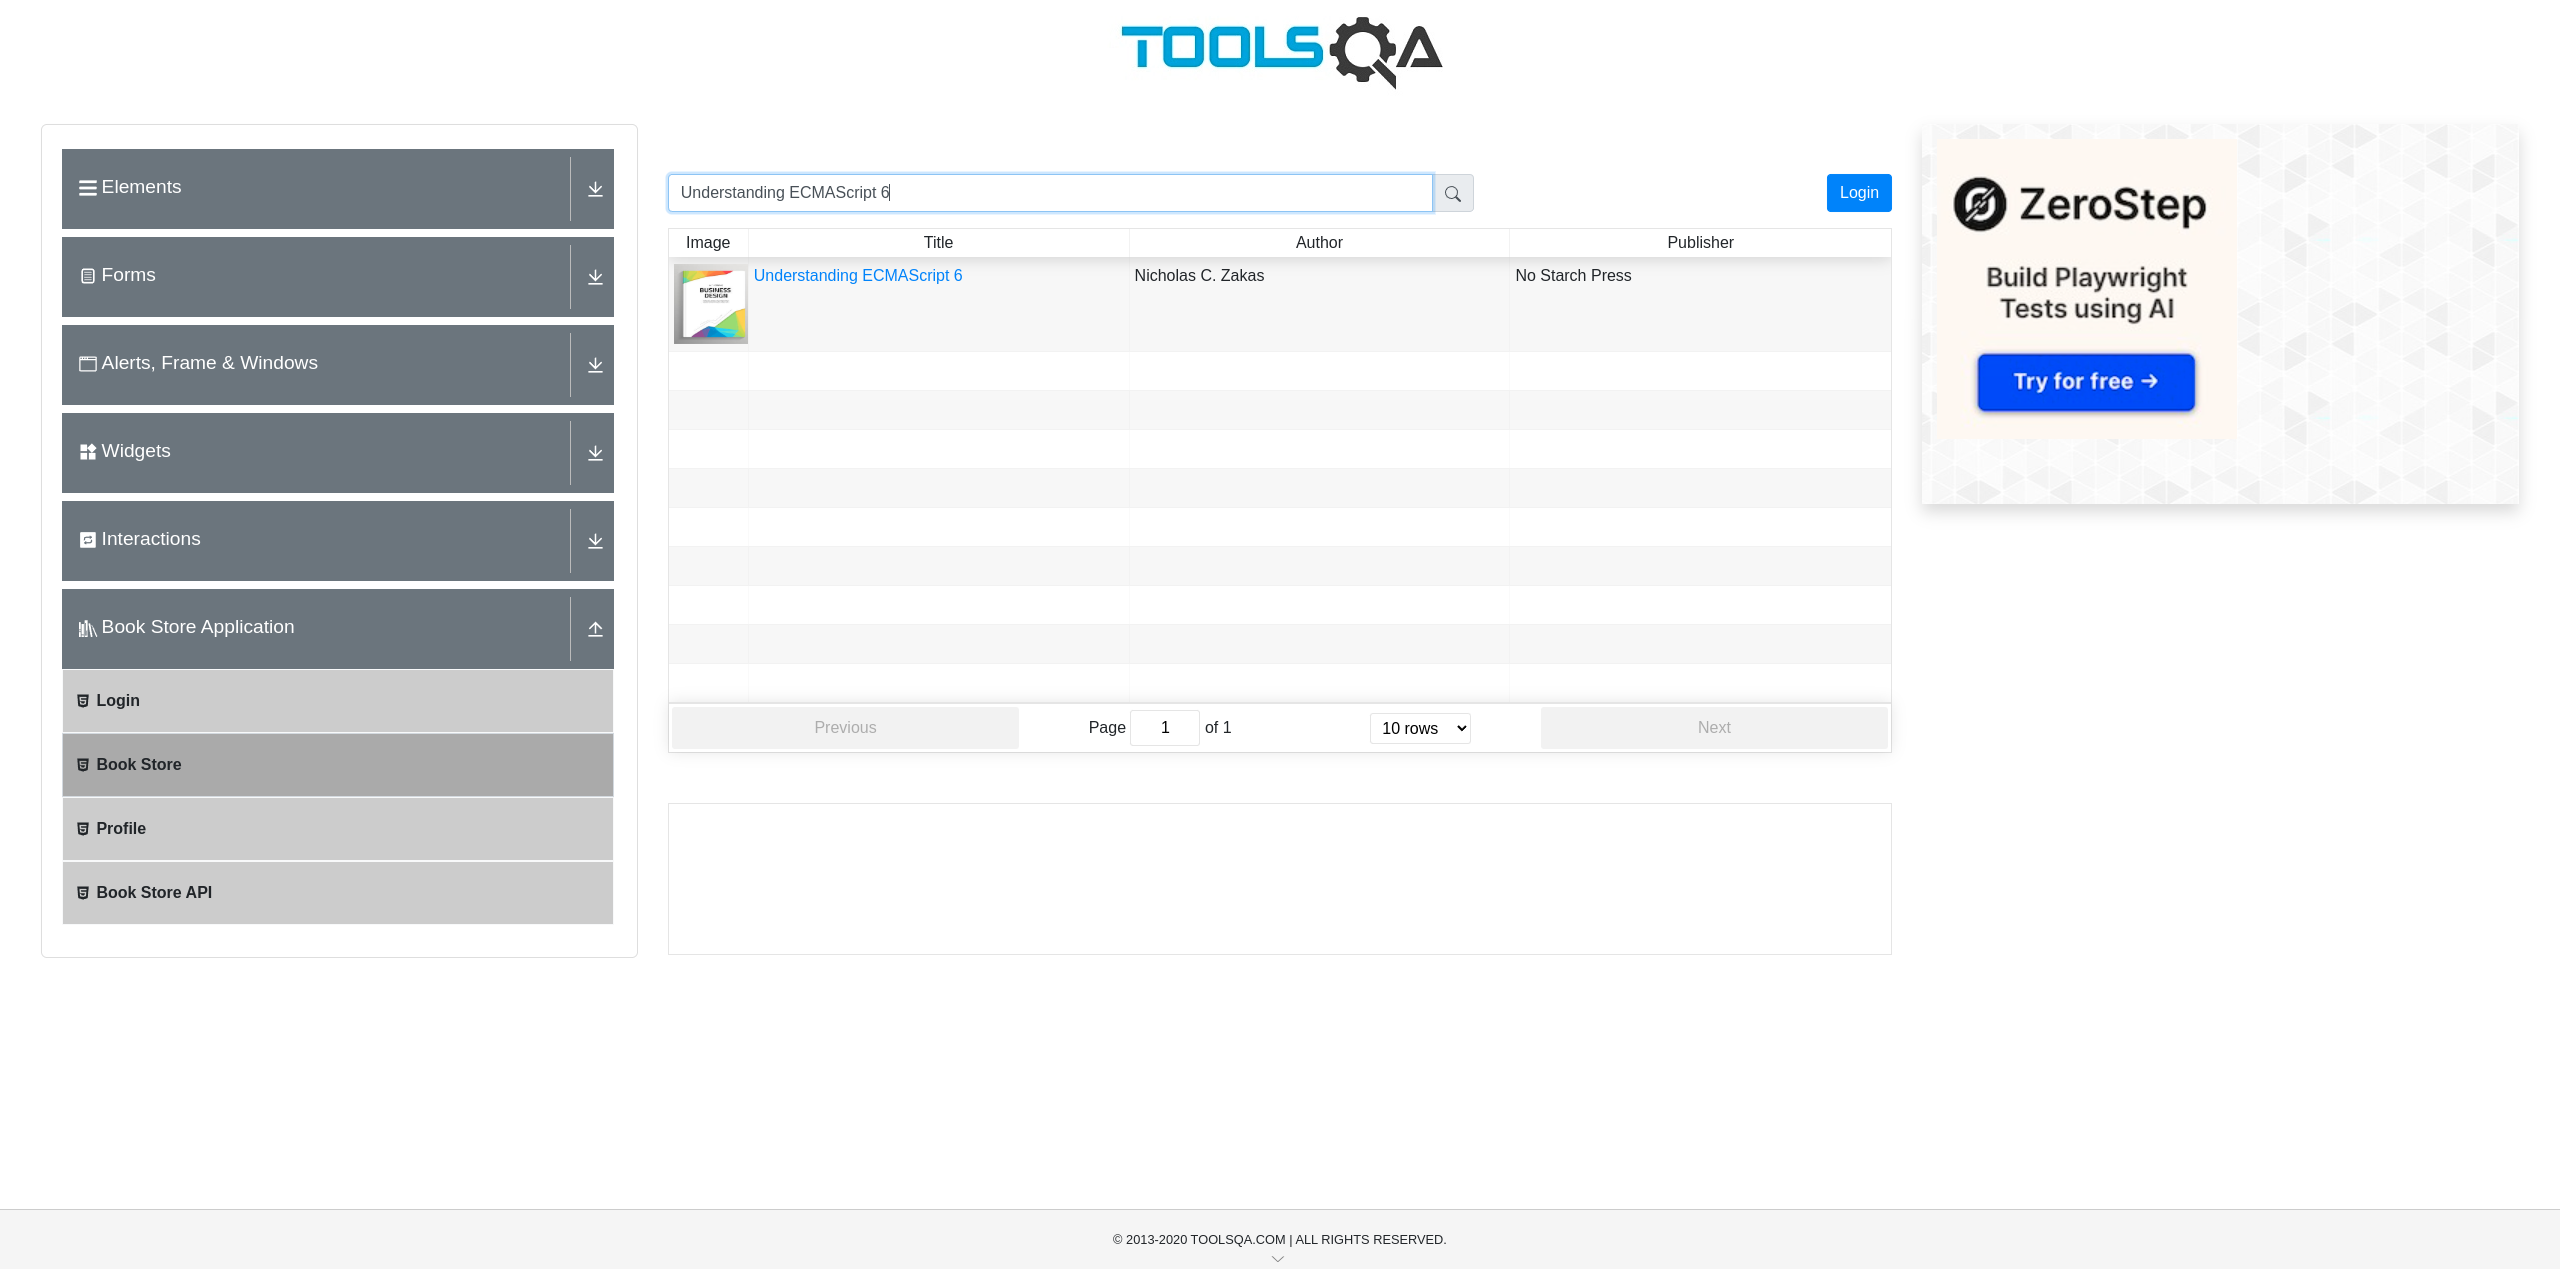 TOOLSQA
Elements
Forms
Alerts, Frame & Windows
Widgets
Interactions
Book Store Application
Login
Book Store
Profile
Book Store API
Understanding ECMAScript 6
Login
Image Title Author Publisher
BUSINESS
DESIGN
Understanding ECMAScript 6 Nicholas C. Zakas No Starch Press
Previous Page 1 of 1 10 rows Next
ZeroStep
Build Playwright
Tests using AI
Try for free →
© 2013-2020 TOOLSQA.COM | ALL RIGHTS RESERVED.